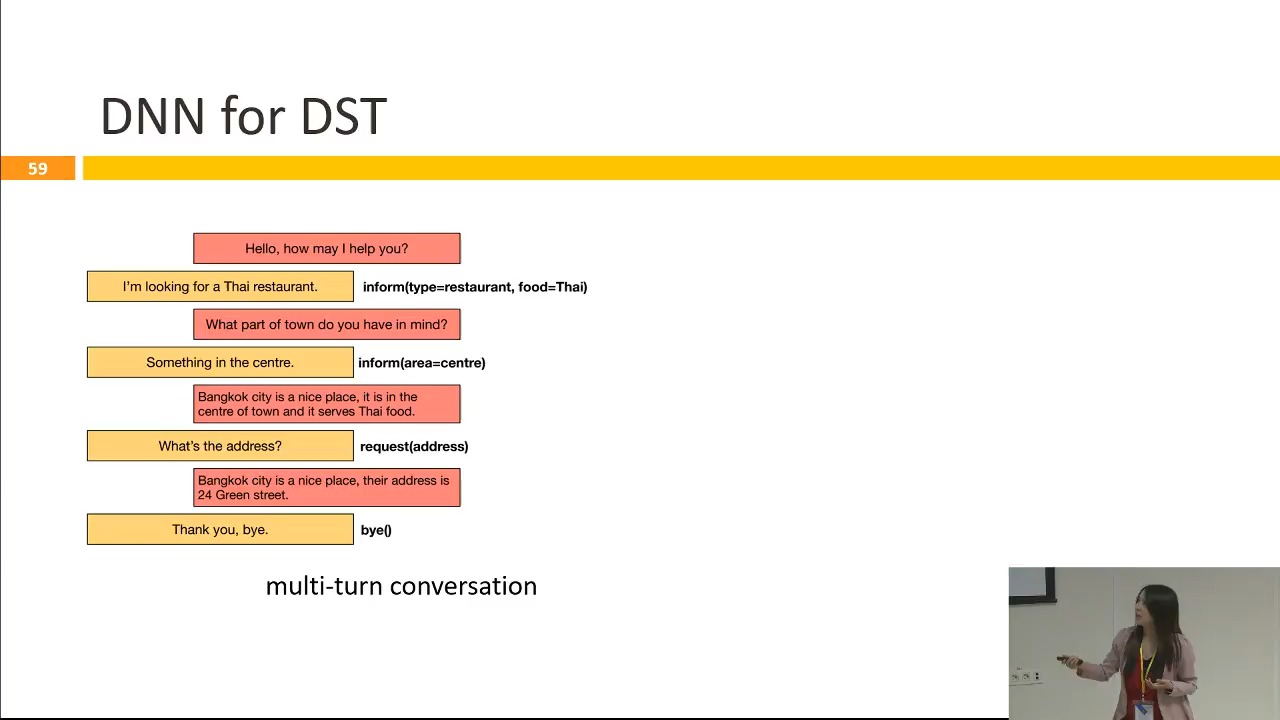 DNN for DST
59
Hello, how may I help you?
I'm looking for a Thai restaurant.
inform(type=restaurant, food=Thai)
What part of town do you have in mind?
Something in the centre.
inform(area=centre)
Bangkok city is a nice place, it is in the
centre of town and it serves Thai food.
What's the address?
request(address)
Bangkok city is a nice place, their address is
24 Green street.
Thank you, bye.
bye()
multi-turn conversation